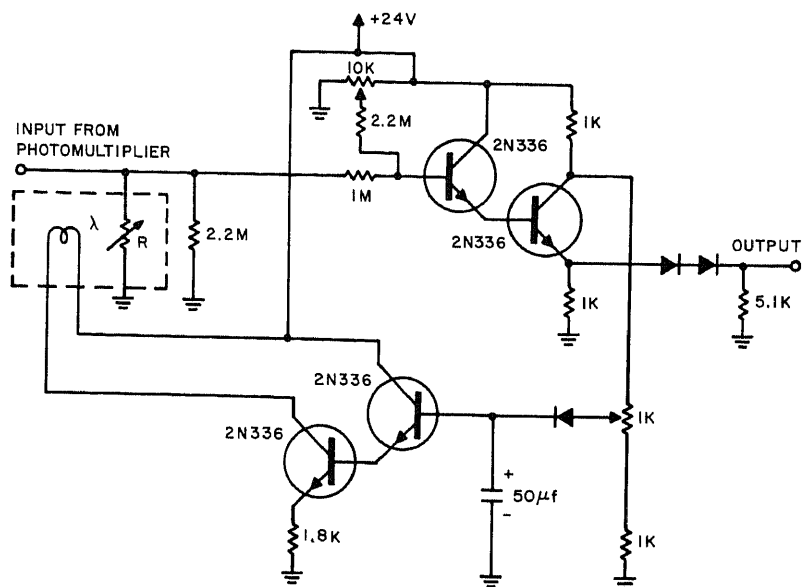 +24V
10K
1K
INPUT FROM
PHOTOMULTIPLIER
2.2M
2N336
1M
λ
R
2.2M
2N336
OUTPUT
1K
5.1K
2N336
2N336
1K
+
50μf
-
1.8K
1K